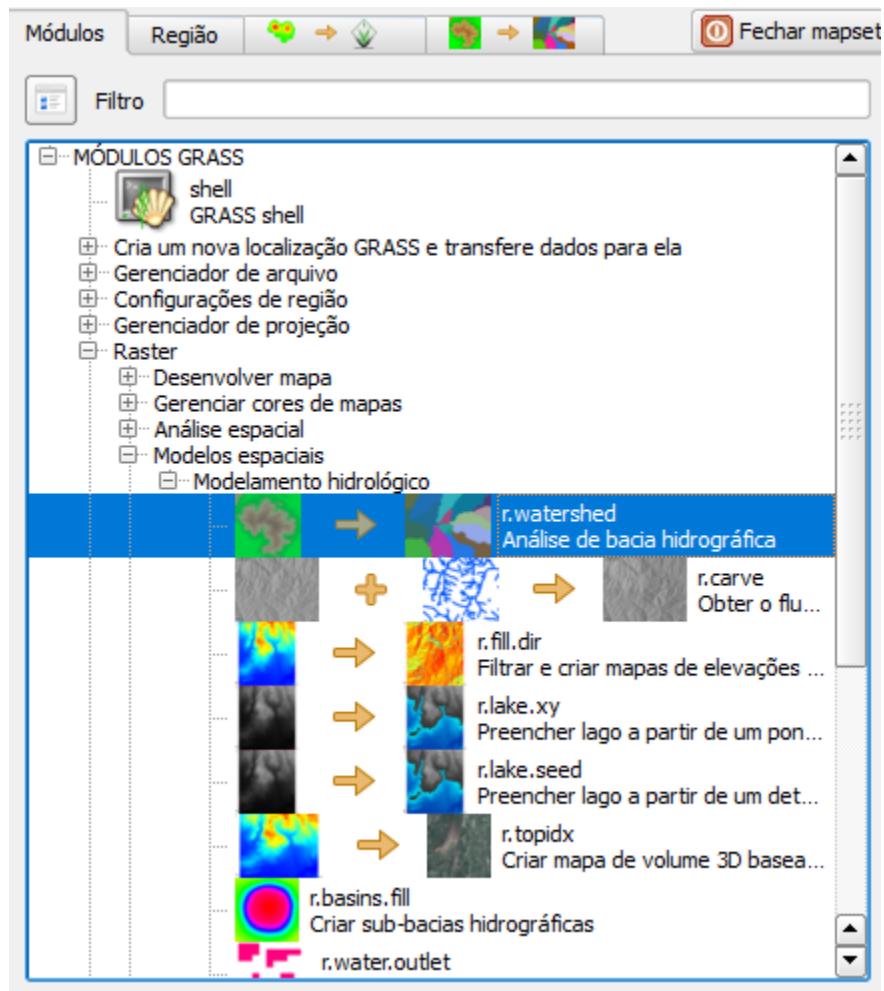 Módulos
Região
Fechar mapset
Filtro
MÓDULOS GRASS
shell
GRASS shell
Cria um nova localização GRASS e transfere dados para ela
Gerenciador de arquivo
Configurações de região
Gerenciador de projeção
Raster
Desenvolver mapa
Gerenciar cores de mapas
Análise espacial
Modelos espaciais
Modelamento hidrológico
r.watershed
Análise de bacia hidrográfica
r.carve
Obter o flu...
r.fill.dir
Filtrar e criar mapas de elevações ...
r.lake.xy
Preencher lago a partir de um pon...
r.lake.seed
Preencher lago a partir de um det...
r.topidx
Criar mapa de volume 3D basea...
r.basins.fill
Criar sub-bacias hidrográficas
r.water.outlet